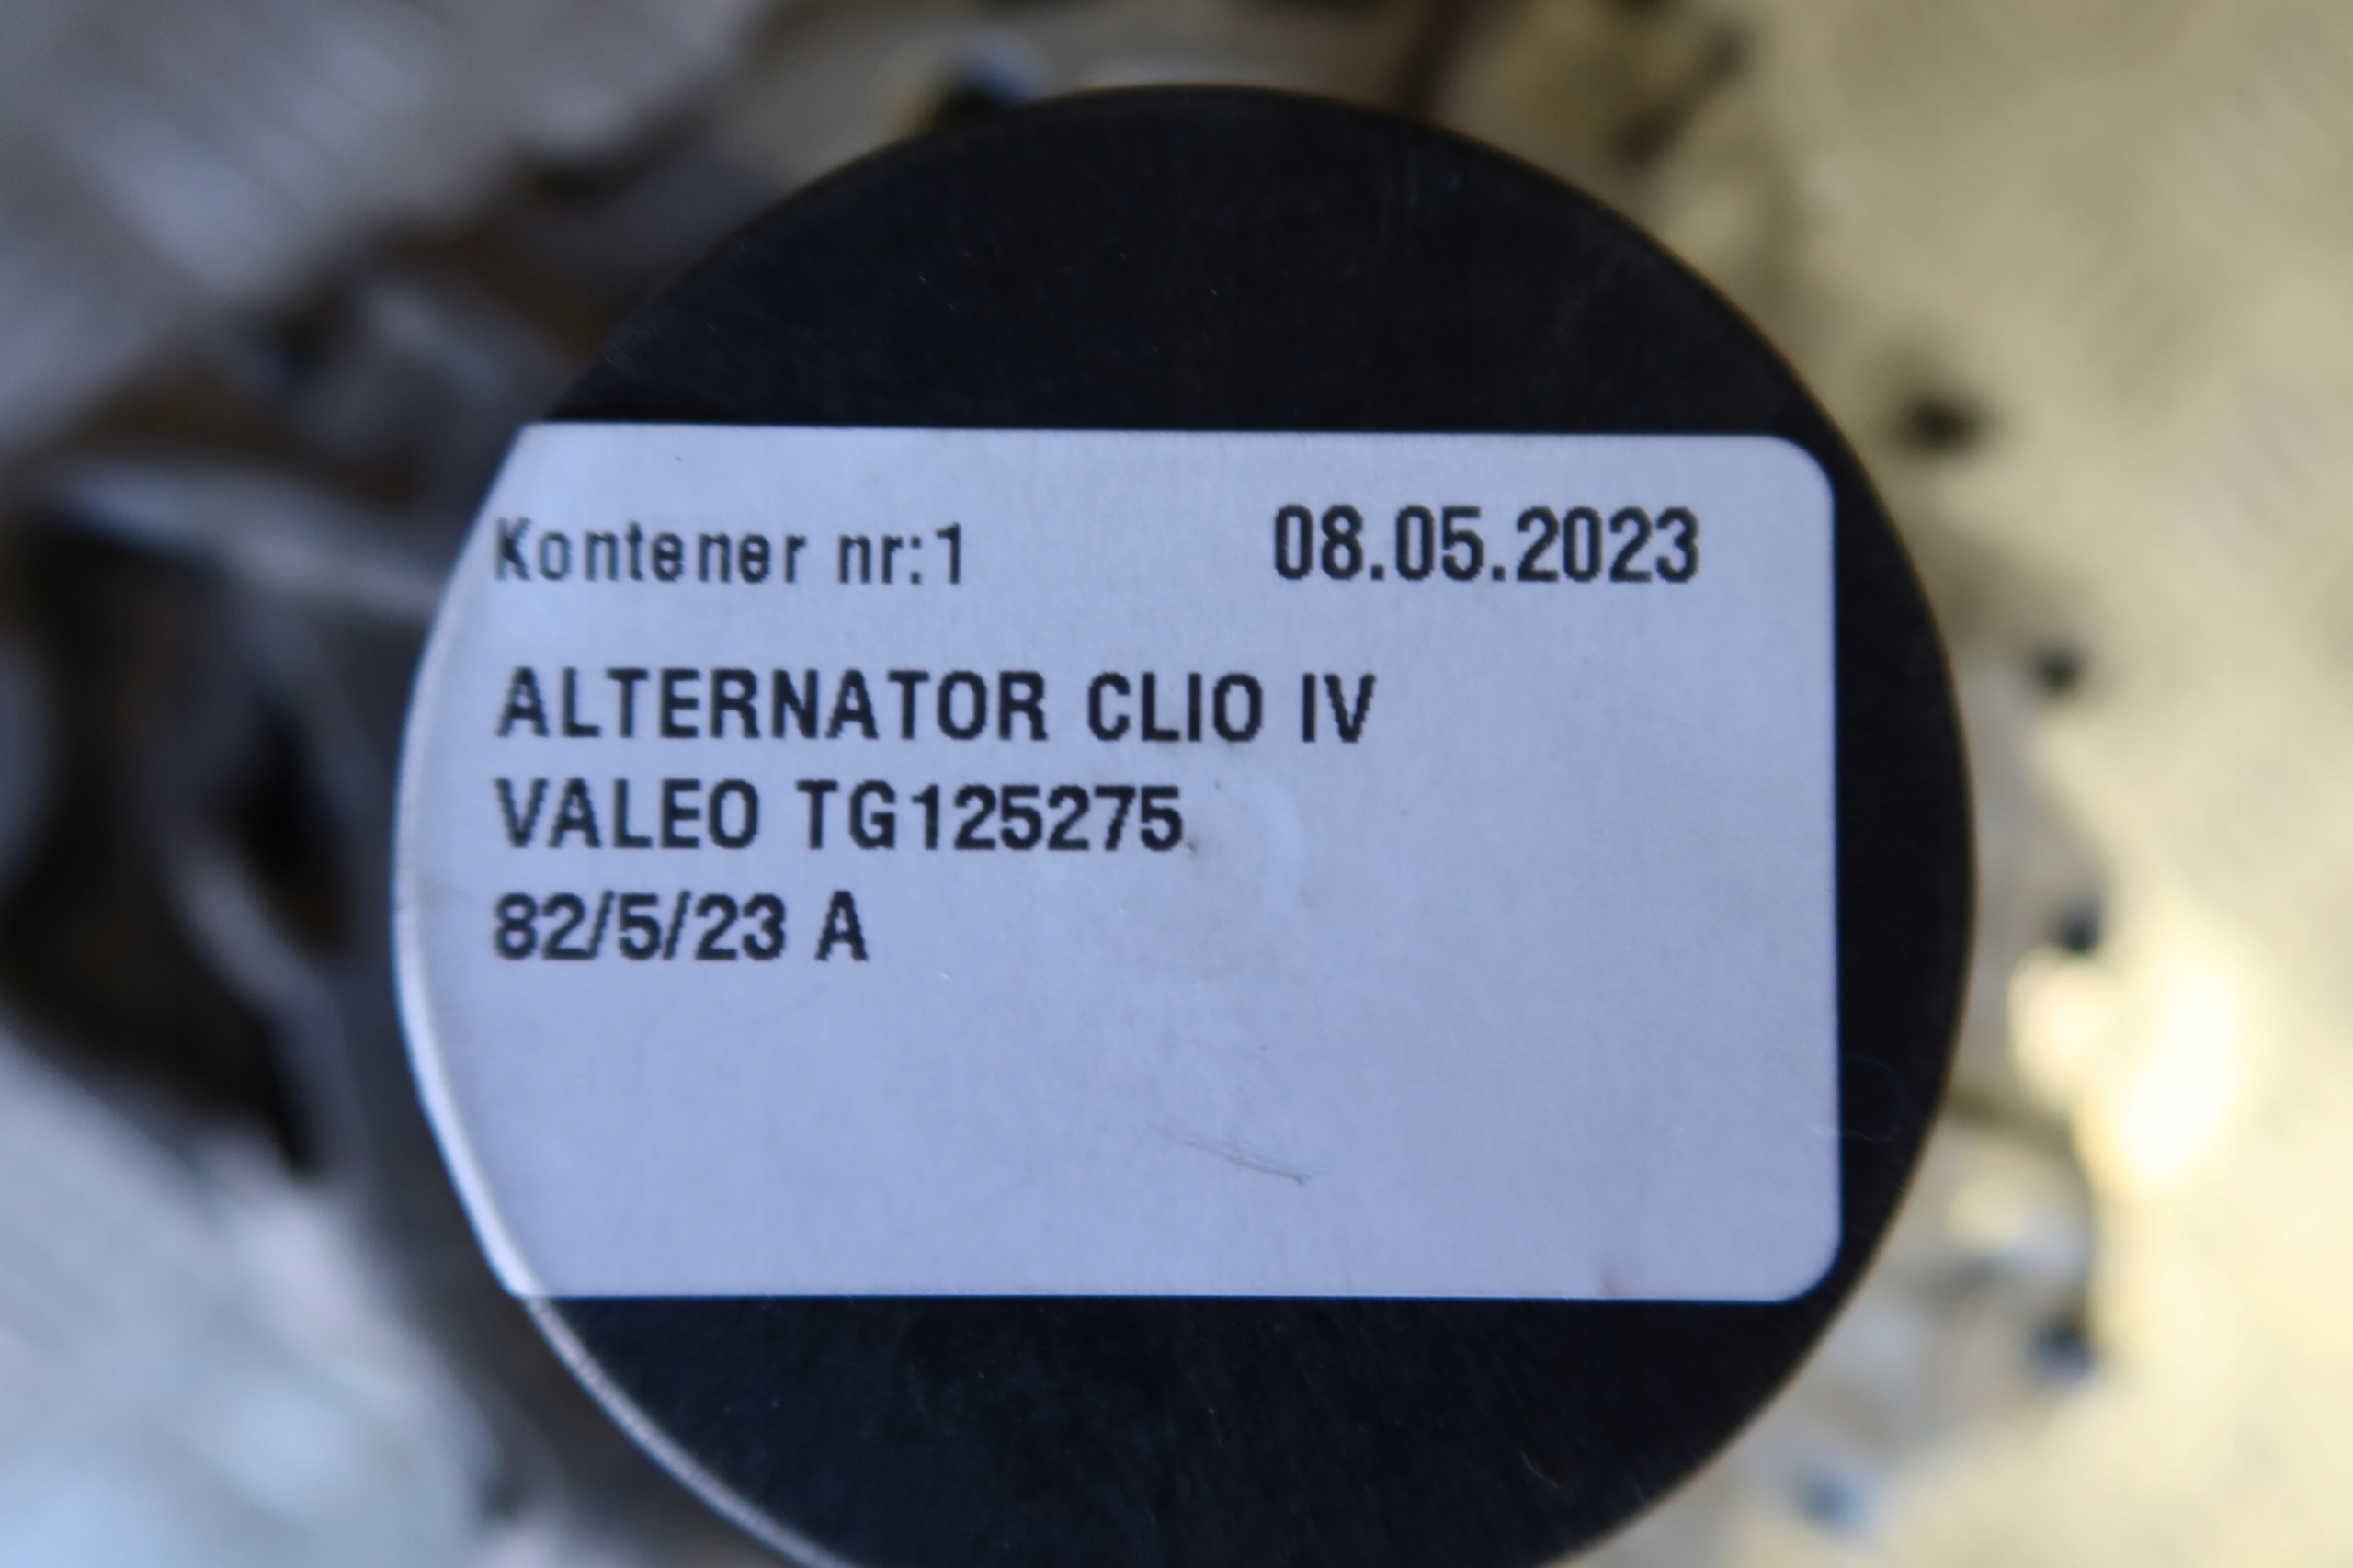 Kontener nr:1 08.05.2023
ALTERNATOR CLIO IV
VALEO TG125275
82/5/23 A